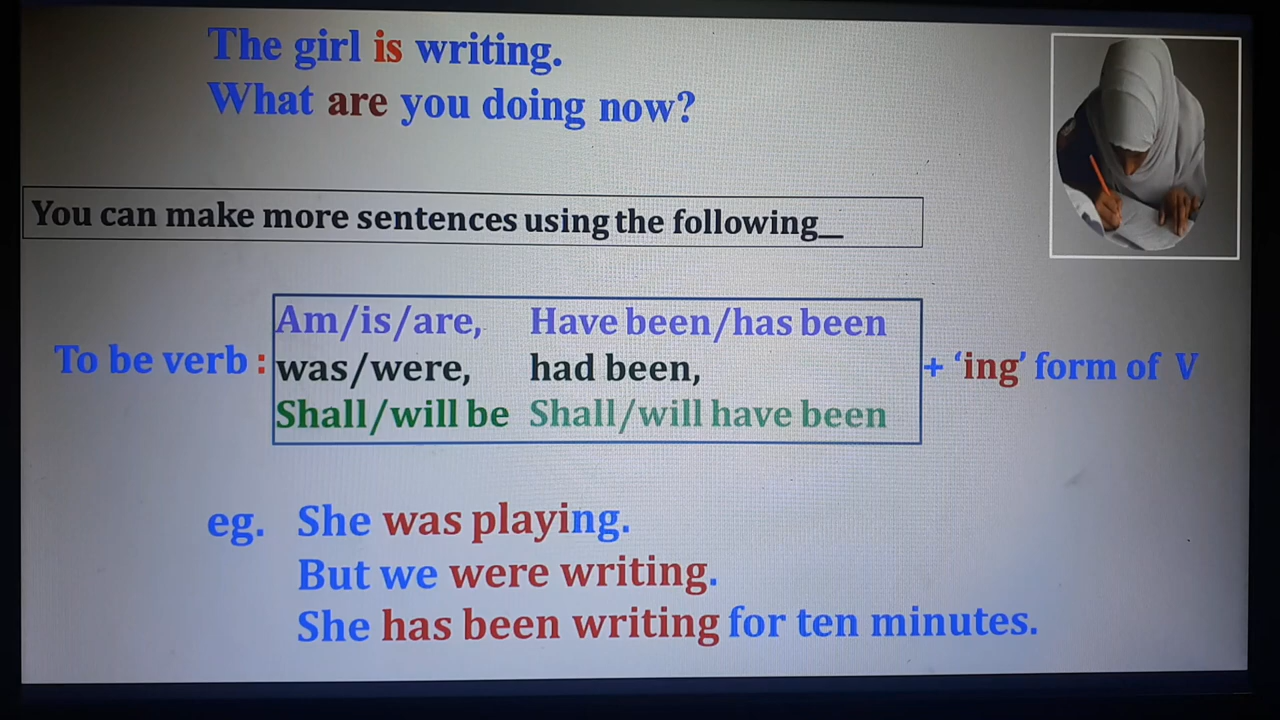 The girl is writing.
What are you doing now?
You can make more sentences using the following_
Am/is/are, Have been/has been
To be verb : was/were, had been, + ‘ing’ form of V
Shall/will be Shall/will have been
eg. She was playing.
But we were writing.
She has been writing for ten minutes.